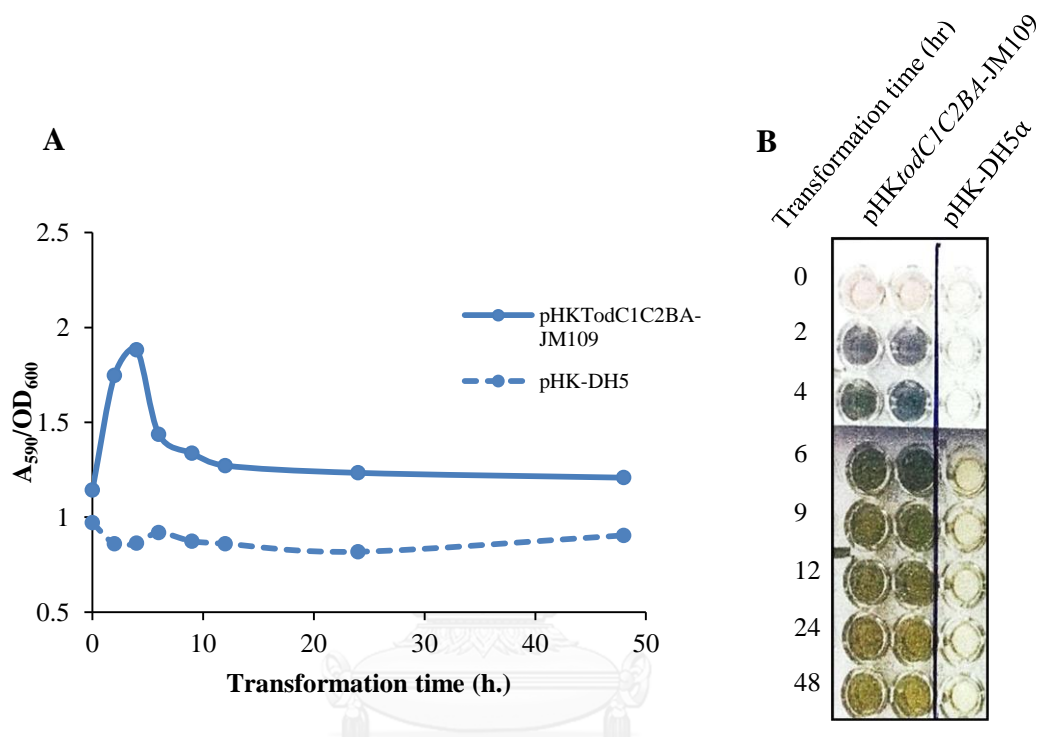 A
2.5
2
1.5
1
0.5
0
10
20
30
40
50
A590/OD600
Transformation time (h.)
pHKTodC1C2BA-
JM109
pHK-DH5
B
Transformation time (hr)
pHKtodC1C2BA-JM109
pHK-DH5α
0
2
4
6
9
12
24
48